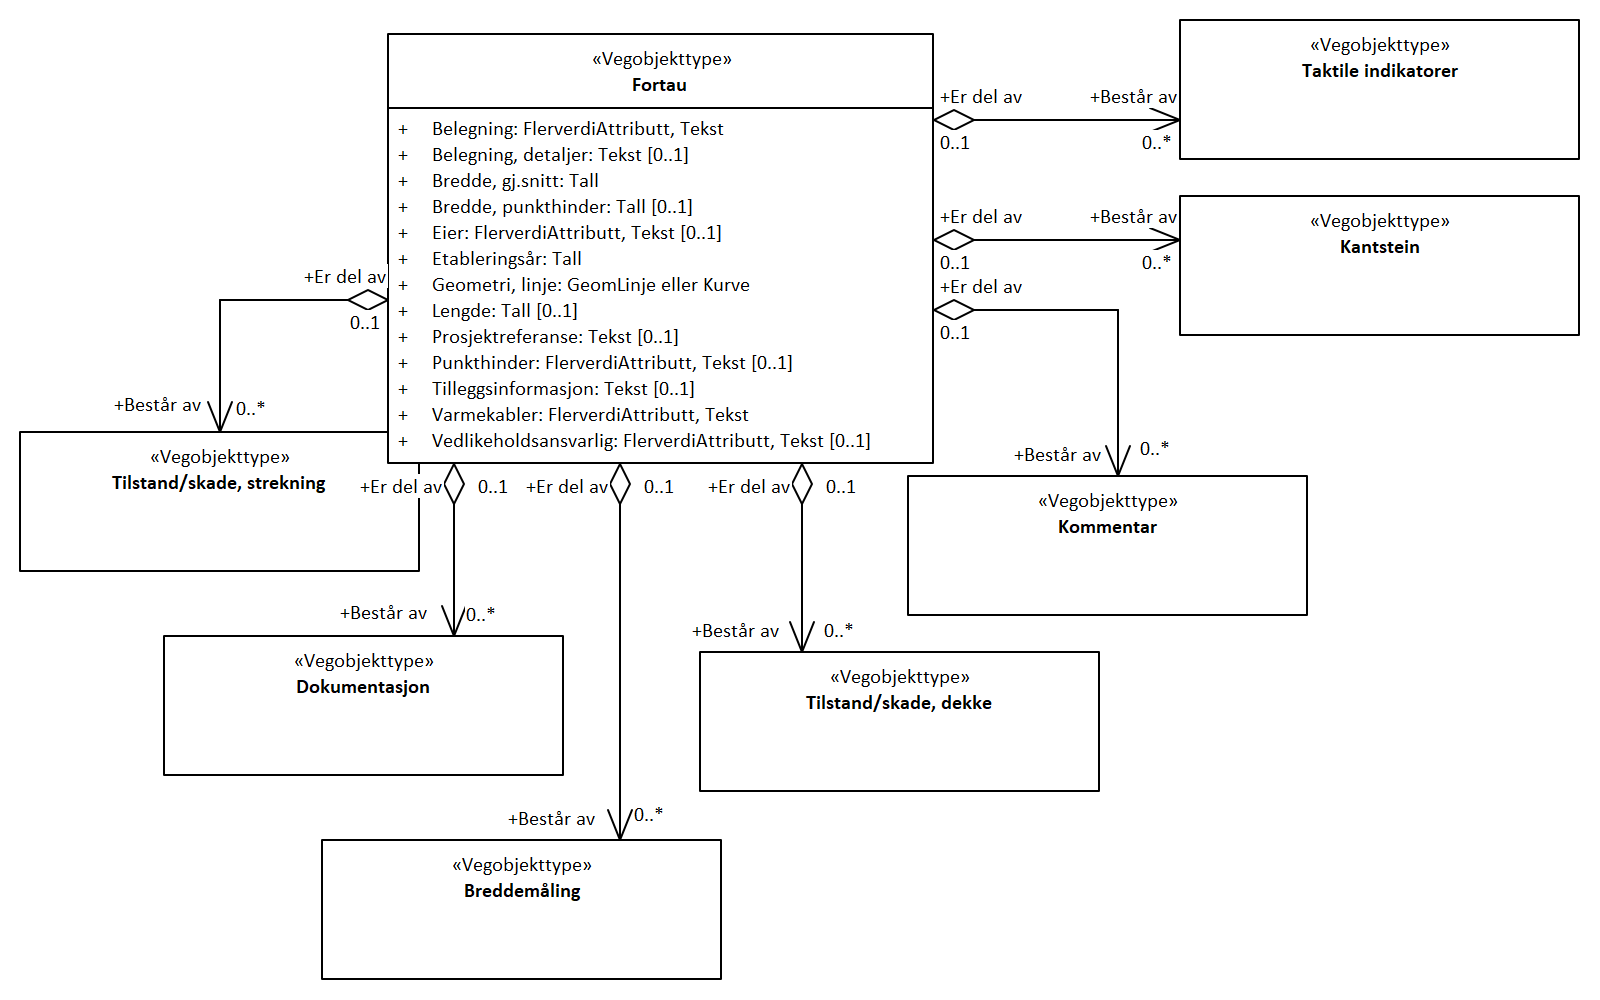 «Vegobjekttype»
Fortau
+ Belegning: FlerverdiAttributt, Tekst
+ Belegning, detaljer: Tekst [0..1]
+ Bredde, gj.snitt: Tall
+ Bredde, punkthinder: Tall [0..1]
+ Eier: FlerverdiAttributt, Tekst [0..1]
+ Etableringsår: Tall
+ Geometri, linje: GeomLinje eller Kurve
+ Lengde: Tall [0..1]
+ Prosjektreferanse: Tekst [0..1]
+ Punkthinder: FlerverdiAttributt, Tekst [0..1]
+ Tilleggsinformasjon: Tekst [0..1]
+ Varmekabler: FlerverdiAttributt, Tekst
+ Vedlikeholdsansvarlig: FlerverdiAttributt, Tekst [0..1]
+Er del av
0..1
+Består av
0..*
«Vegobjekttype»
Taktile indikatorer
+Er del av
0..1
+Består av
0..*
«Vegobjekttype»
Kantstein
+Er del av
0..1
+Består av
0..*
«Vegobjekttype»
Kommentar
+Er del av
0..1
+Består av
0..*
«Vegobjekttype»
Tilstand/skade, strekning
+Er del av
0..1
+Består av
0..*
«Vegobjekttype»
Dokumentasjon
+Er del av
0..1
+Består av
0..*
«Vegobjekttype»
Breddemåling
+Er del av
0..1
+Består av
0..*
«Vegobjekttype»
Tilstand/skade, dekke